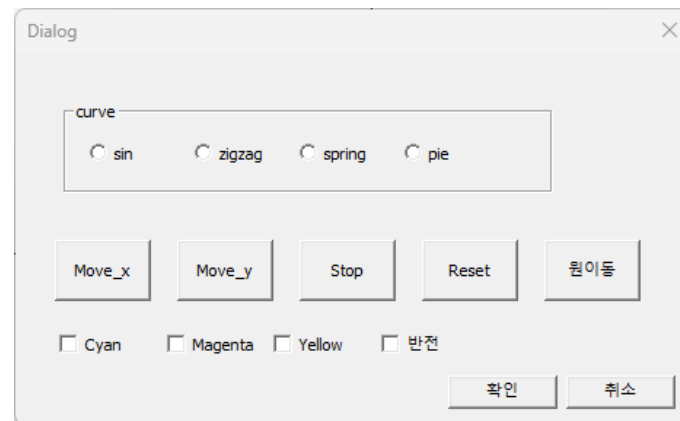 Dialog
curve
sin zigzag spring pie
Move_x Move_y Stop Reset 원이동
Cyan Magenta Yellow 반전
확인 취소